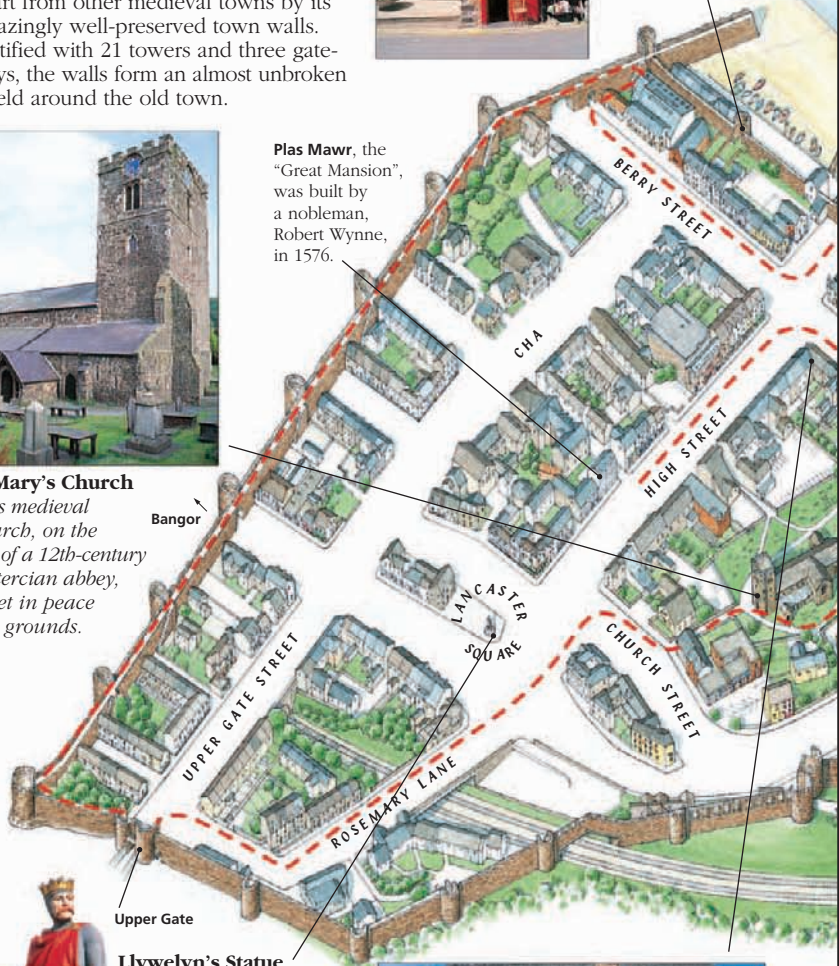 art from other medieval towns by its
azingly well-preserved town walls.
tified with 21 towers and three gate-
ys, the walls form an almost unbroken
eld around the old town.
Plas Mawr, the
“Great Mansion”,
was built by
a nobleman,
Robert Wynne,
in 1576.
BERRY STREET
CHA
HIGH STREET
Mary’s Church
s medieval
urch, on the
of a 12th-century
tercian abbey,
et in peace
grounds.
Bangor
LANCASTER
SQUARE
CHURCH STREET
UPPER GATE STREET
ROSEMARY LANE
Upper Gate
Llywelyn’s Statue